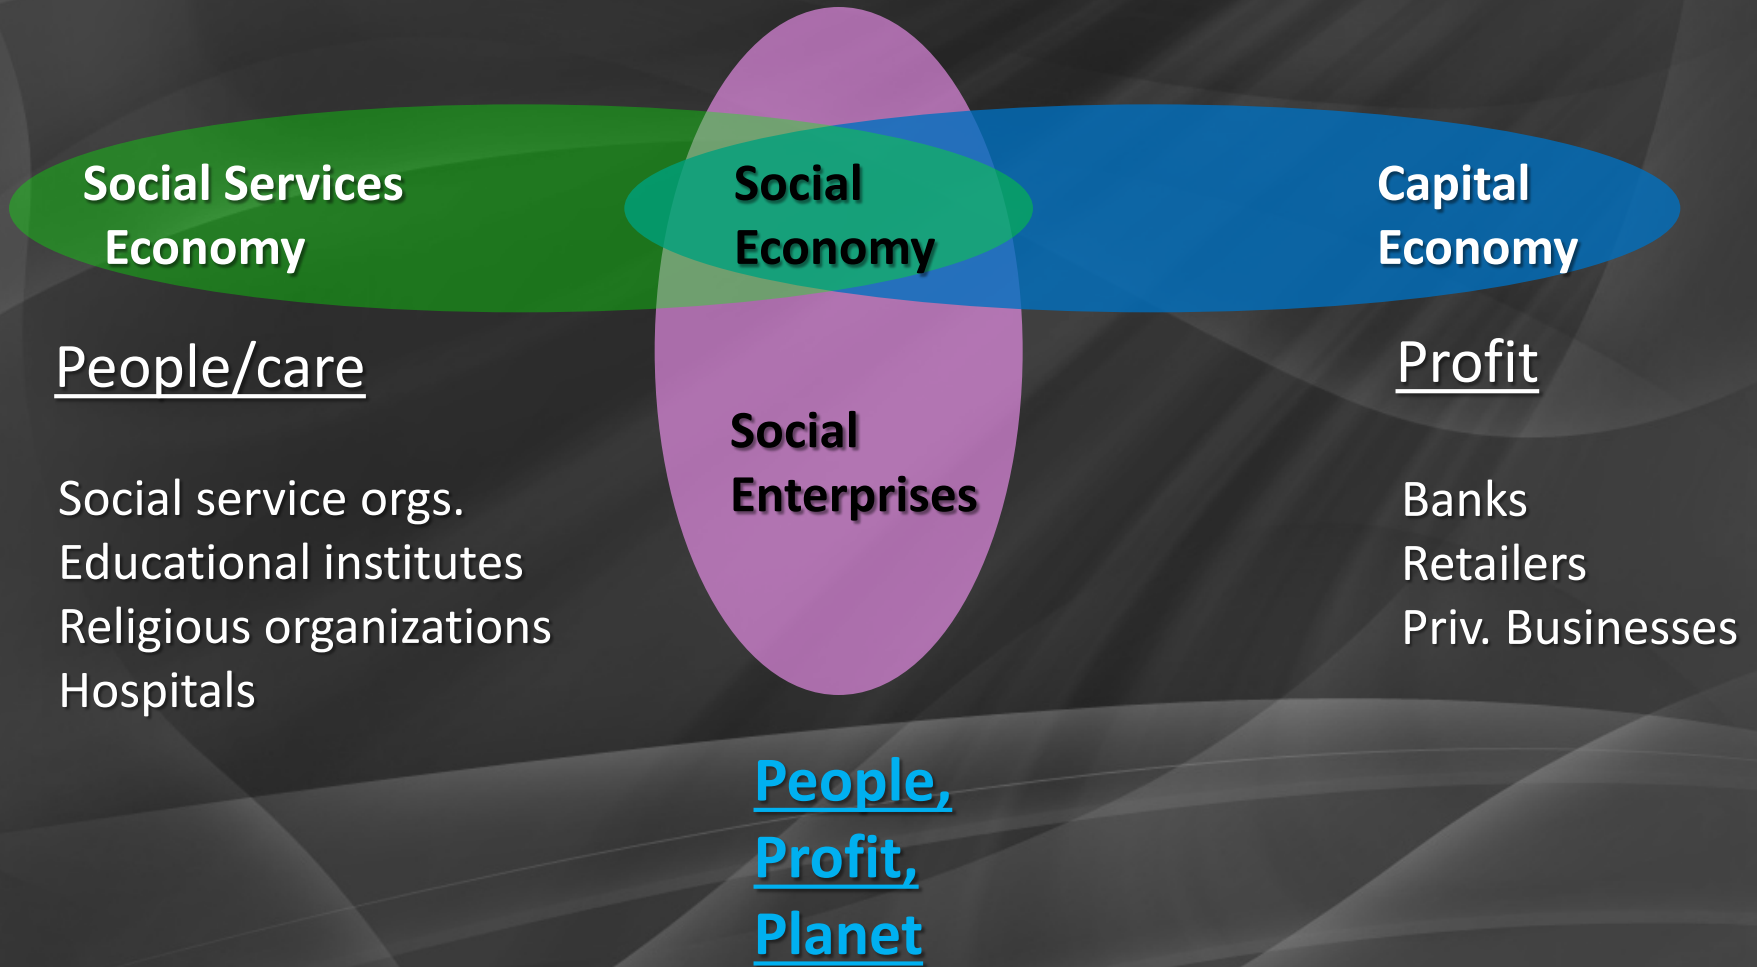 Social Services
Economy
Social
Economy
Capital
Economy
People/care
Profit
Social
Enterprises
Social service orgs.
Educational institutes
Religious organizations
Hospitals
Banks
Retailers
Priv. Businesses
People,
Profit,
Planet